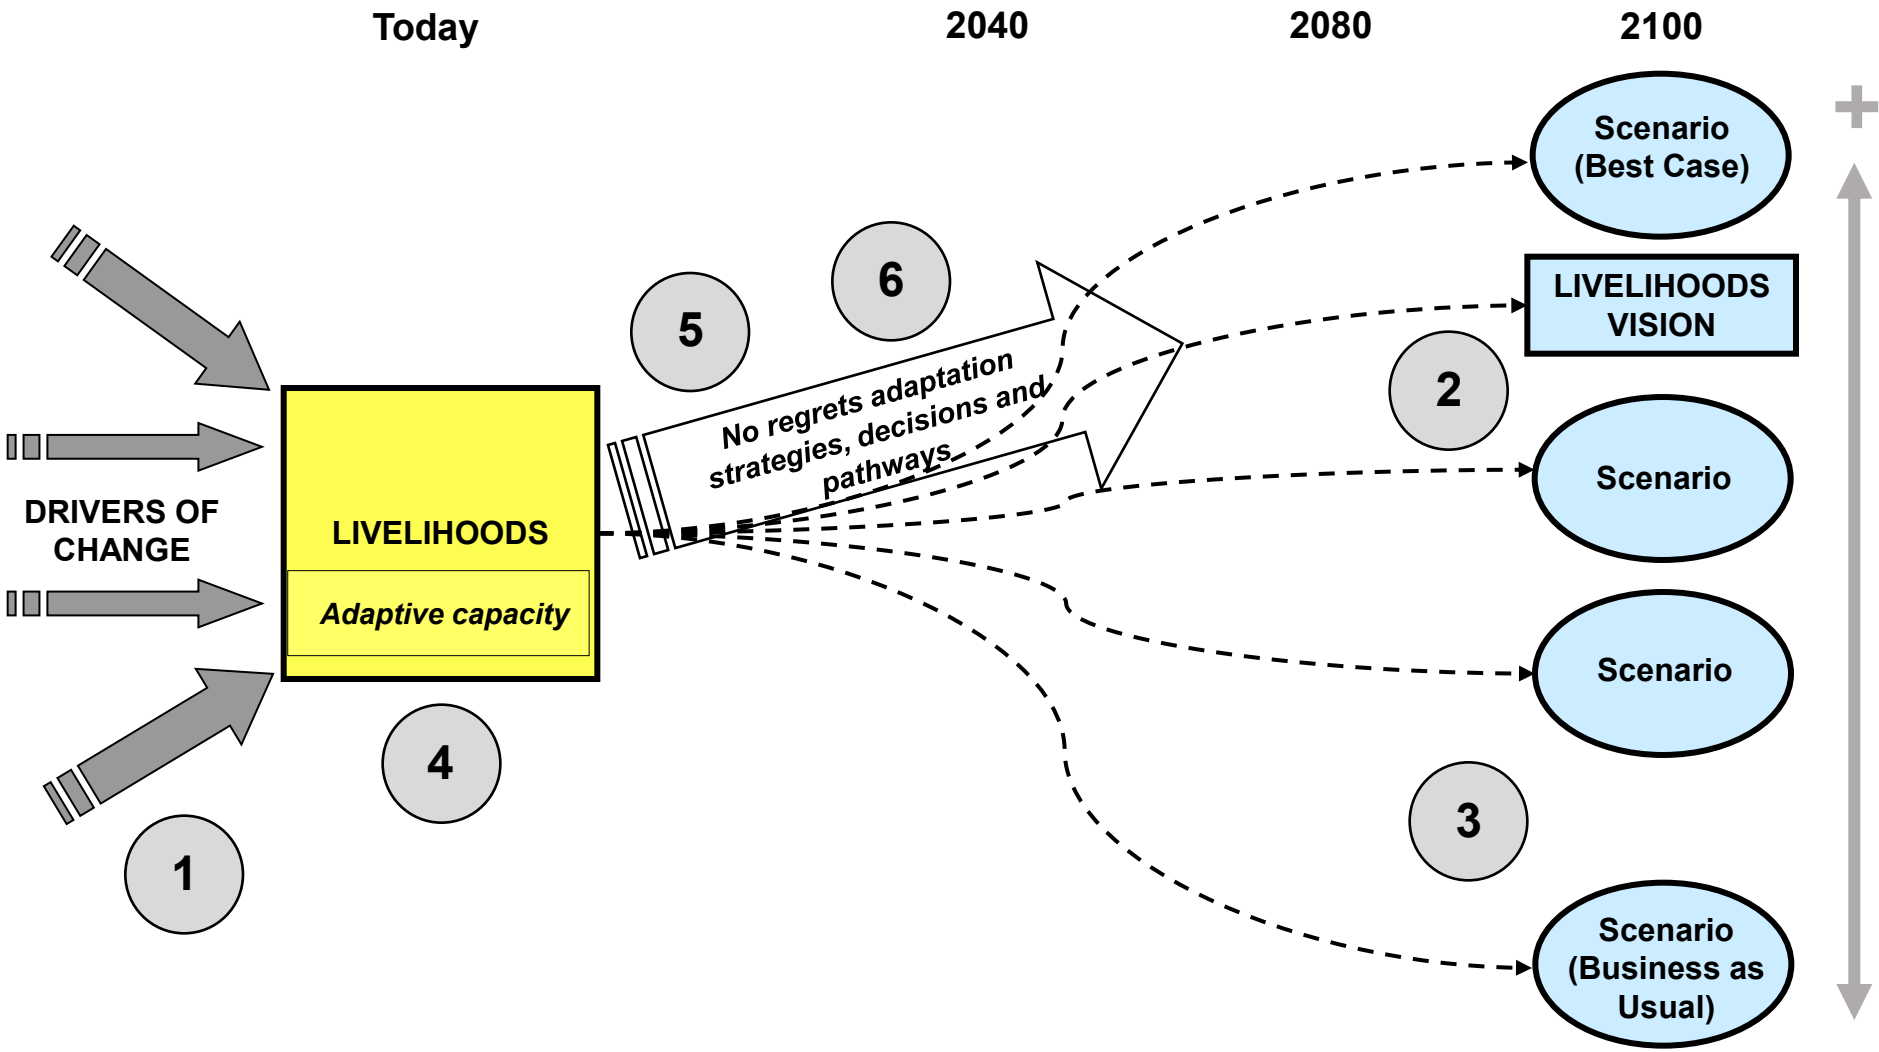 Today
2040
2080
2100
Scenario
(Best Case)
+
LIVELIHOODS
VISION
6
5
2
No regrets adaptation
strategies, decisions and
pathways
Scenario
DRIVERS OF
CHANGE
LIVELIHOODS
Adaptive capacity
Scenario
4
3
1
Scenario
(Business as
Usual)